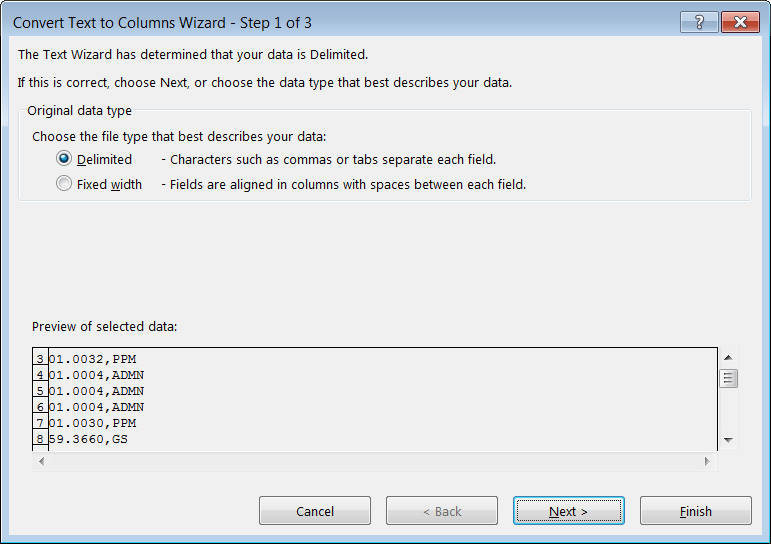 Convert Text to Columns Wizard - Step 1 of 3
?
The Text Wizard has determined that your data is Delimited.
If this is correct, choose Next, or choose the data type that best describes your data.
Original data type
Choose the file type that best describes your data:
Delimited - Characters such as commas or tabs separate each field.
Fixed width - Fields are aligned in columns with spaces between each field.
Preview of selected data:
3 01.0032,PPM
4 01.0004,ADMN
5 01.0004,ADMN
6 01.0004,ADMN
7 01.0030,PPM
8 59.3660,GS
Cancel < Back Next > Finish